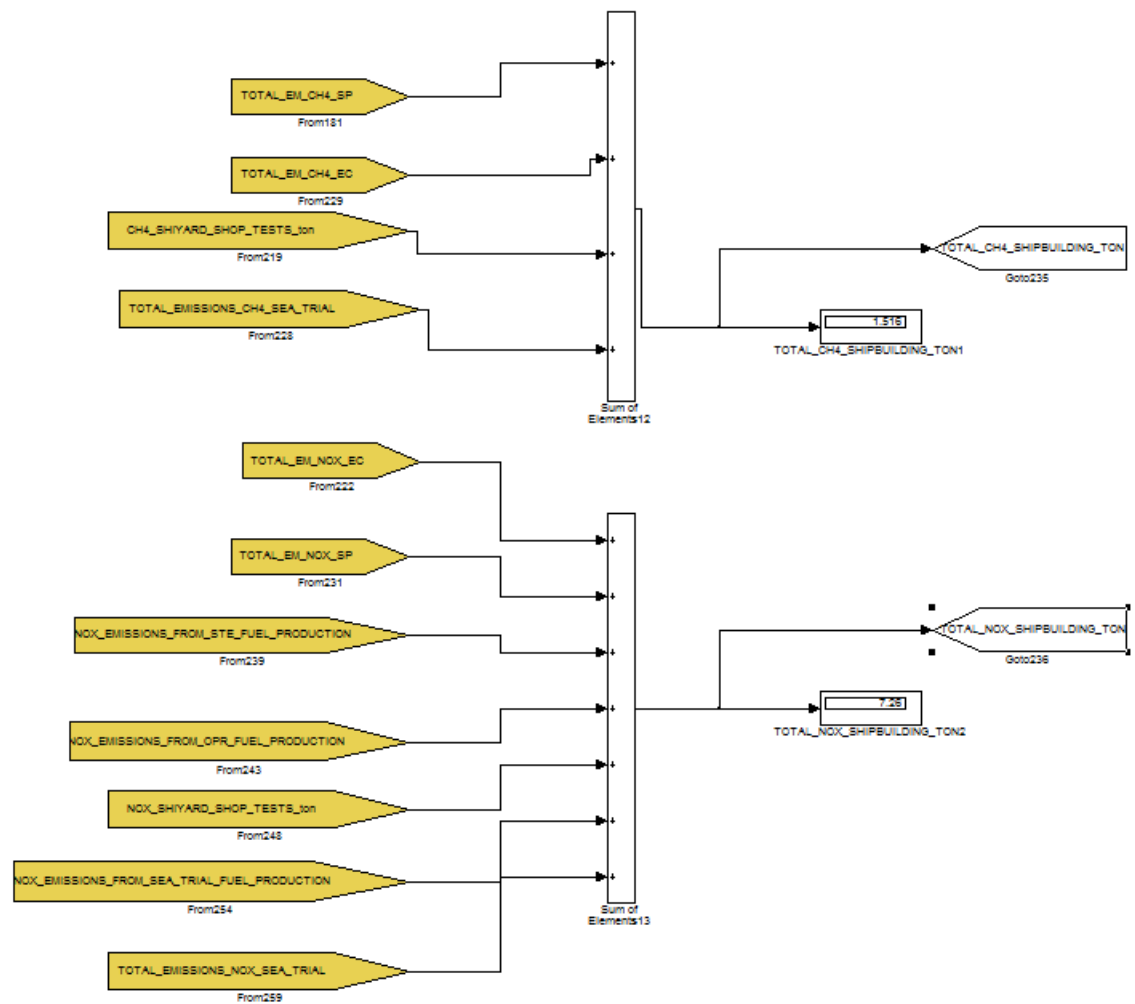 TOTAL_EM_CH4_SP
From181
TOTAL_EM_CH4_EC
From229
CH4_SHIYARD_SHOP_TESTS_ton
From219
TOTAL_EMISSIONS_CH4_SEA_TRIAL
From228
+
+
+
+
Sum of
Elements12
TOTAL_CH4_SHIPBUILDING_TON
Goto235
1.516
TOTAL_CH4_SHIPBUILDING_TON1
TOTAL_EM_NOX_EC
From222
TOTAL_EM_NOX_SP
From231
NOX_EMISSIONS_FROM_STE_FUEL_PRODUCTION
From239
NOX_EMISSIONS_FROM_OPR_FUEL_PRODUCTION
From243
NOX_SHIYARD_SHOP_TESTS_ton
From248
NOX_EMISSIONS_FROM_SEA_TRIAL_FUEL_PRODUCTION
From254
TOTAL_EMISSIONS_NOX_SEA_TRIAL
From259
+
+
+
+
+
+
+
Sum of
Elements13
TOTAL_NOX_SHIPBUILDING_TON
Goto236
7.26
TOTAL_NOX_SHIPBUILDING_TON2